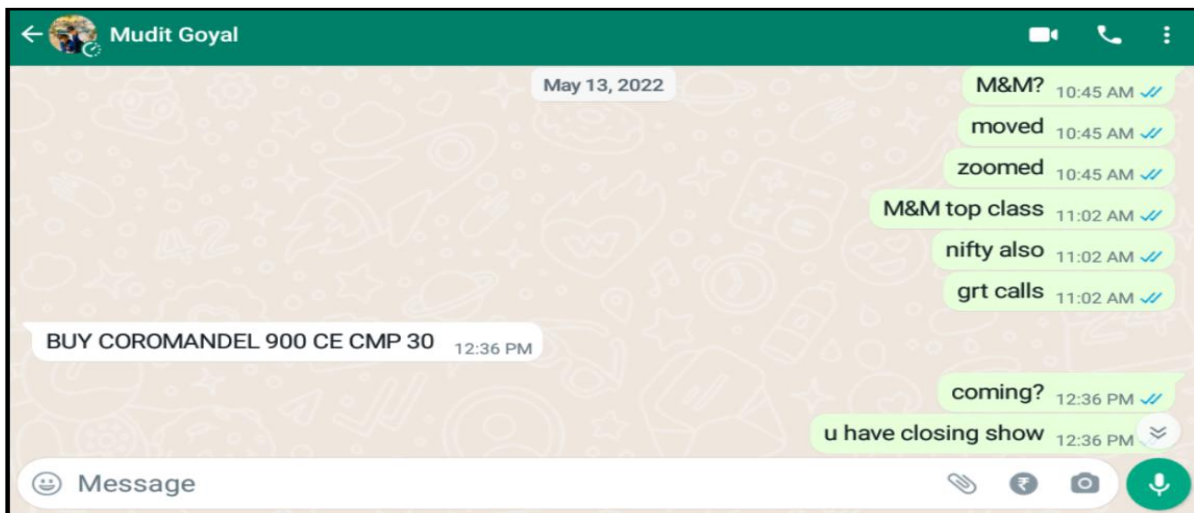 Mudit Goyal
May 13, 2022
M&M? 10:45 AM
moved 10:45 AM
zoomed 10:45 AM
M&M top class 11:02 AM
nifty also 11:02 AM
grt calls 11:02 AM
BUY COROMANDEL 900 CE CMP 30 12:36 PM
coming? 12:36 PM
u have closing show 12:36 PM
Message